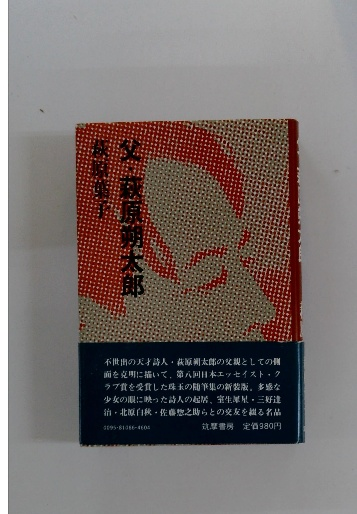 父・萩原朔太郎
萩原葉子
不世出の天才詩人・萩原朔太郎の父親としての側
面を克明に描いて、第八回日本エッセイスト・ク
ラブ賞を受賞した珠玉の随筆集の新装版。多感な
少女の眼に映った詩人の起居、室生犀星・三好達
治・北原白秋・佐藤惣之助らとの交友を綴る名品
0095-81066-4604
筑摩書房 定価980円